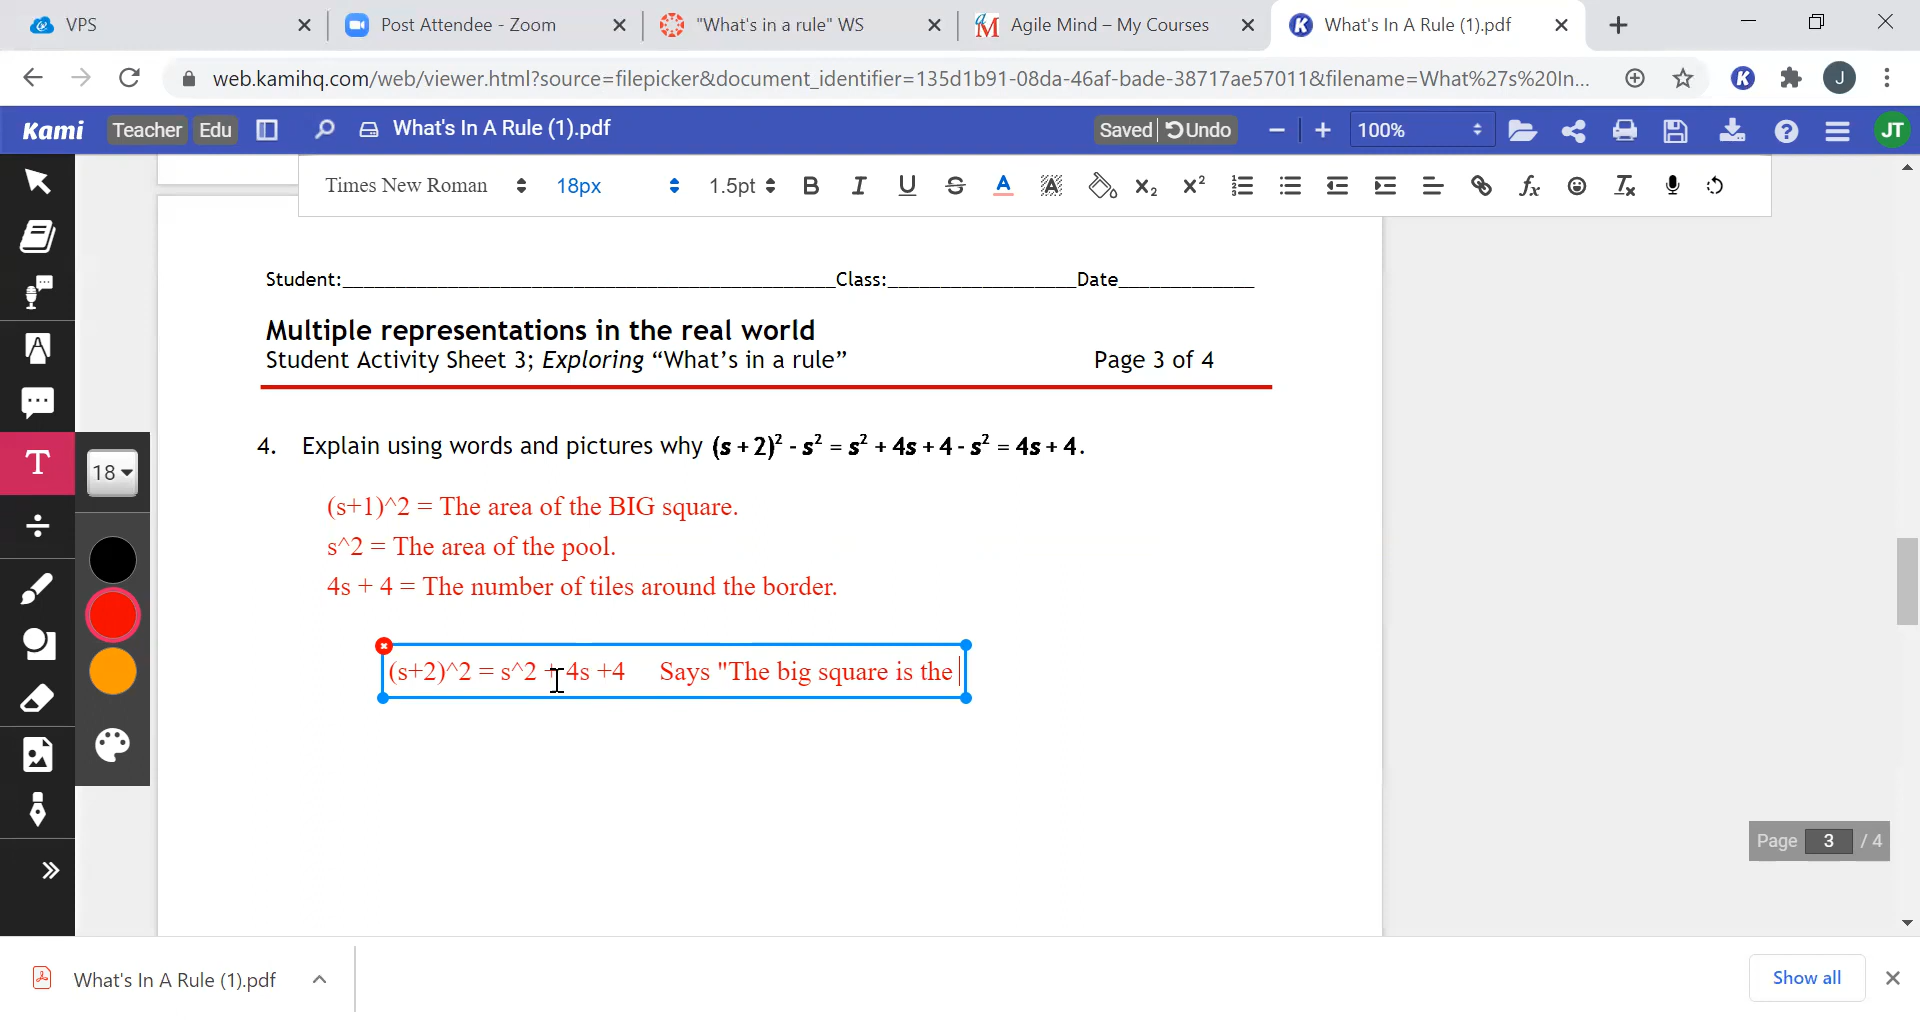 VPS
Post Attendee - Zoom
"What's in a rule" WS
Agile Mind – My Courses
What's In A Rule (1).pdf
web.kamihq.com/web/viewer.html?source=filepicker&document_identifier=135d1b91-08da-46af-bade-38717ae57011&filename=What%27s%20In...
J
Kami Teacher Edu What's In A Rule (1).pdf Saved Undo 100% JT
Times New Roman 18px 1.5pt
Student:_____Class:_____Date_____
Multiple representations in the real world
Student Activity Sheet 3; Exploring “What’s in a rule” Page 3 of 4
4. Explain using words and pictures why (s + 2)² - s² = s² + 4s + 4 - s² = 4s + 4.
18
(s+1)^2 = The area of the BIG square.
s^2 = The area of the pool.
4s + 4 = The number of tiles around the border.
(s+2)^2 = s^2 + 4s +4 Says "The big square is the
Page 3 / 4
What's In A Rule (1).pdf
Show all